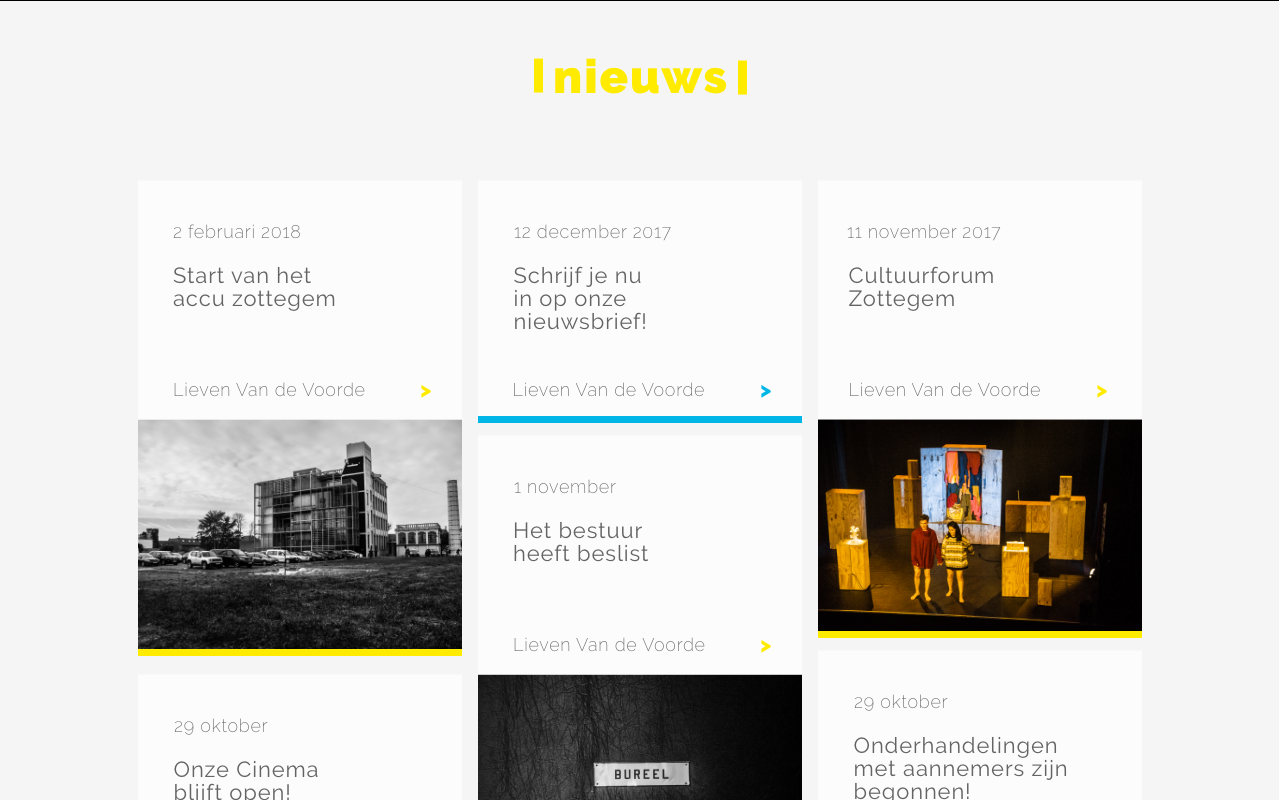 nieuws
2 februari 2018
Start van het
accu zottegem
Lieven Van de Voorde
>
12 december 2017
Schrijf je nu
in op onze
nieuwsbrief!
Lieven Van de Voorde
>
11 november 2017
Cultuurforum
Zottegem
Lieven Van de Voorde
>
1 november
Het bestuur
heeft beslist
Lieven Van de Voorde
>
BUREEL
29 oktober
Onze Cinema
blijft open!
29 oktober
Onderhandelingen
met aannemers zijn
begonnen!